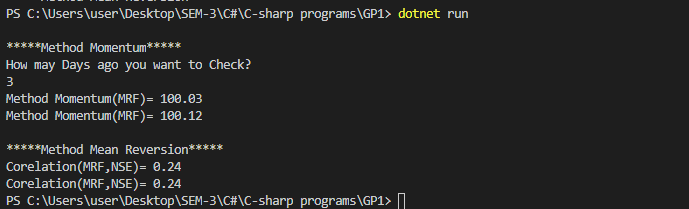 PS C:\Users\user\Desktop\SEM-3\C#\C-sharp programs\GP1> dotnet run
*****Method Momentum*****
How may Days ago you want to Check?
3
Method Momentum(MRF)= 100.03
Method Momentum(MRF)= 100.12
*****Method Mean Reversion*****
Corelation(MRF,NSE)= 0.24
Corelation(MRF,NSE)= 0.24
PS C:\Users\user\Desktop\SEM-3\C#\C-sharp programs\GP1>